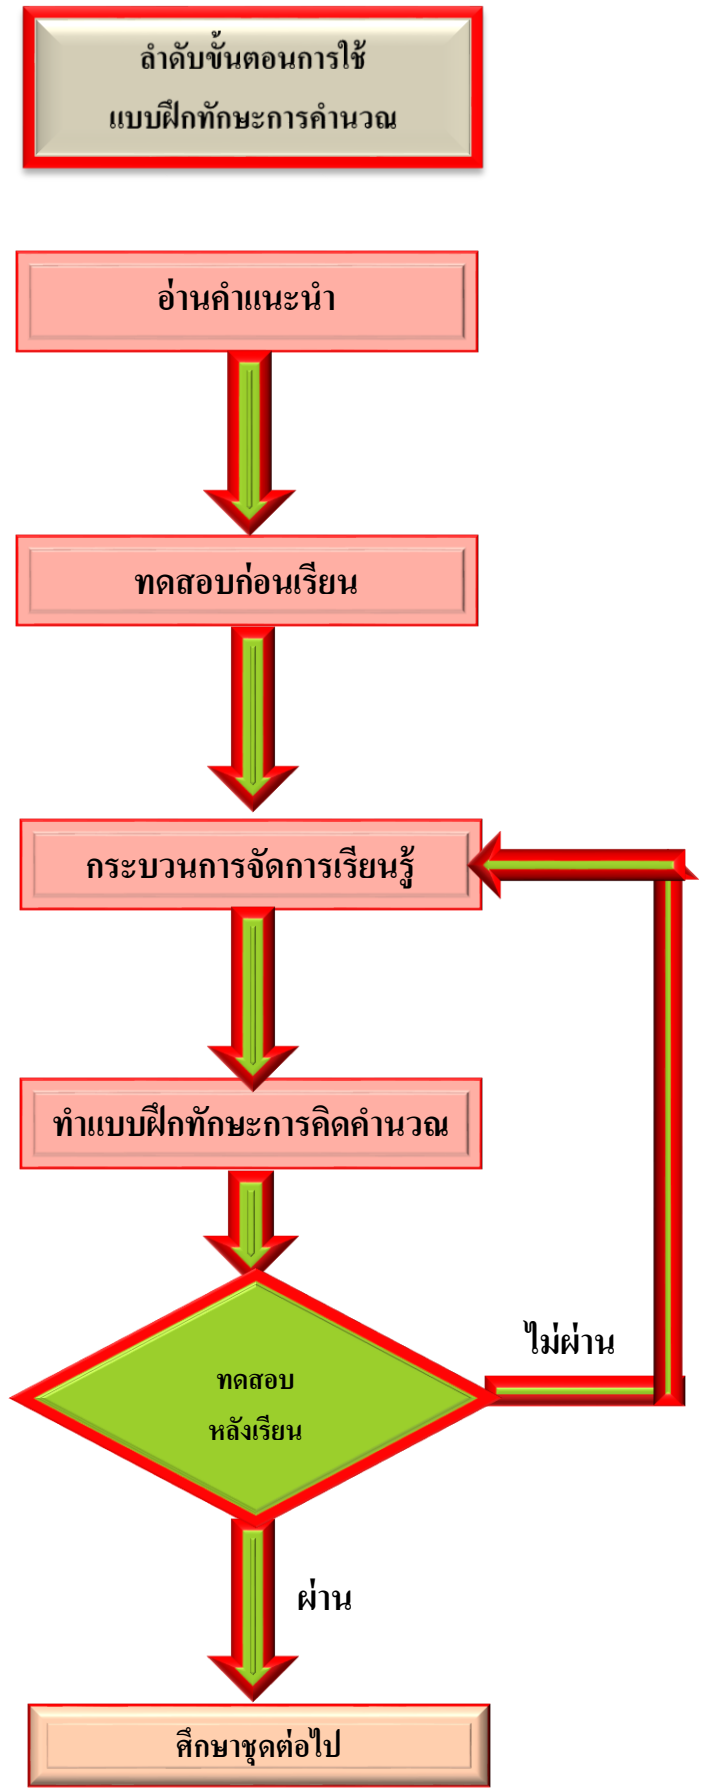 ลำดับขั้นตอนการใช้
แบบฝึกทักษะการคำนวณ
อ่านคำแนะนำ
ทดสอบก่อนเรียน
กระบวนการจัดการเรียนรู้
ทำแบบฝึกทักษะการคิดคำนวณ
ทดสอบ
หลังเรียน
ไม่ผ่าน
ผ่าน
ศึกษาชุดต่อไป